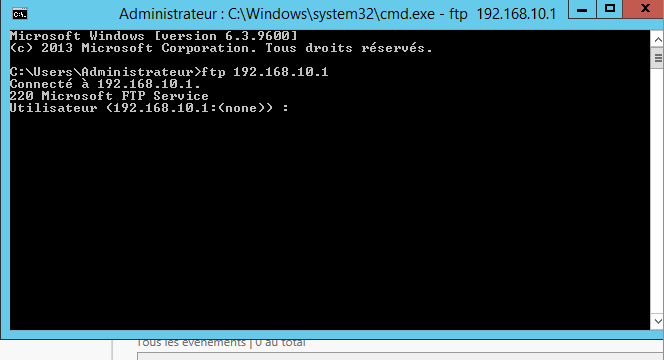 Administrateur : C:\Windows\system32\cmd.exe - ftp 192.168.10.1
Microsoft Windows [version 6.3.9600]
(c) 2013 Microsoft Corporation. Tous droits réservés.
C:\Users\Administrateur>ftp 192.168.10.1
Connecté à 192.168.10.1.
220 Microsoft FTP Service
Utilisateur (192.168.10.1:(none)) :
Tous les événements | 0 au total